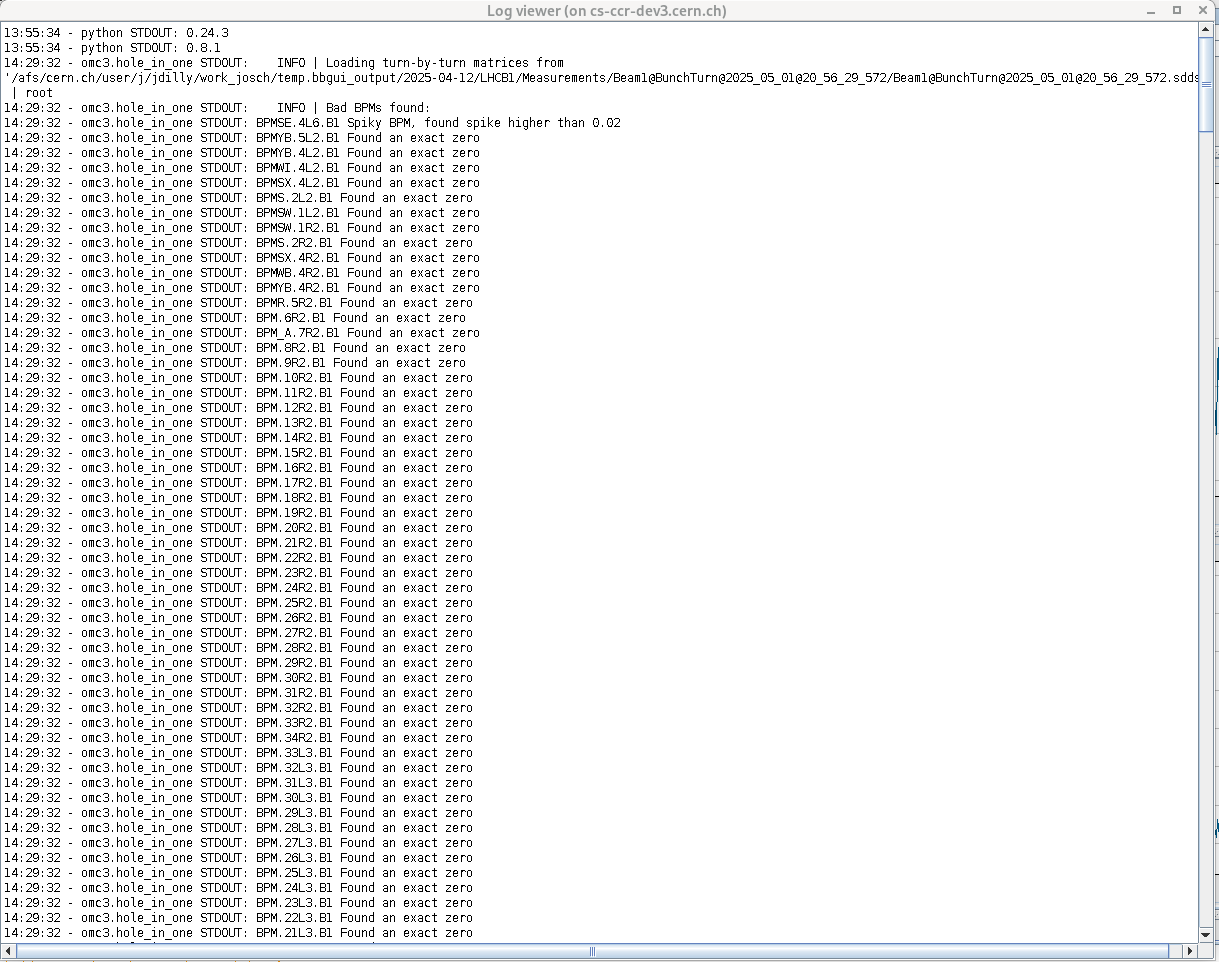 Log viewer (on cs-ccr-dev3.cern.ch)
13:55:34 - python STDOUT: 0.24.3
13:55:34 - python STDOUT: 0.8.1
14:29:32 - omc3.hole_in_one STDOUT:    INFO | Loading turn-by-turn matrices from
'/afs/cern.ch/user/j/jdilly/work_josch/temp.bbgui_output/2025-04-12/LHCB1/Measurements/Beam1@BunchTurn@2025_05_01@20_56_29_572/Beam1@BunchTurn@2025_05_01@20_56_29_572.sdds
| root
14:29:32 - omc3.hole_in_one STDOUT:    INFO | Bad BPMs found:
14:29:32 - omc3.hole_in_one STDOUT: BPMSE.4L6.B1 Spiky BPM, found spike higher than 0.02
14:29:32 - omc3.hole_in_one STDOUT: BPMYB.5L2.B1 Found an exact zero
14:29:32 - omc3.hole_in_one STDOUT: BPMYB.4L2.B1 Found an exact zero
14:29:32 - omc3.hole_in_one STDOUT: BPMWI.4L2.B1 Found an exact zero
14:29:32 - omc3.hole_in_one STDOUT: BPMSX.4L2.B1 Found an exact zero
14:29:32 - omc3.hole_in_one STDOUT: BPMS.2L2.B1 Found an exact zero
14:29:32 - omc3.hole_in_one STDOUT: BPMSW.1L2.B1 Found an exact zero
14:29:32 - omc3.hole_in_one STDOUT: BPMSW.1R2.B1 Found an exact zero
14:29:32 - omc3.hole_in_one STDOUT: BPMS.2R2.B1 Found an exact zero
14:29:32 - omc3.hole_in_one STDOUT: BPMSX.4R2.B1 Found an exact zero
14:29:32 - omc3.hole_in_one STDOUT: BPMWB.4R2.B1 Found an exact zero
14:29:32 - omc3.hole_in_one STDOUT: BPMYB.4R2.B1 Found an exact zero
14:29:32 - omc3.hole_in_one STDOUT: BPMR.5R2.B1 Found an exact zero
14:29:32 - omc3.hole_in_one STDOUT: BPM.6R2.B1 Found an exact zero
14:29:32 - omc3.hole_in_one STDOUT: BPM_A.7R2.B1 Found an exact zero
14:29:32 - omc3.hole_in_one STDOUT: BPM.8R2.B1 Found an exact zero
14:29:32 - omc3.hole_in_one STDOUT: BPM.9R2.B1 Found an exact zero
14:29:32 - omc3.hole_in_one STDOUT: BPM.10R2.B1 Found an exact zero
14:29:32 - omc3.hole_in_one STDOUT: BPM.11R2.B1 Found an exact zero
14:29:32 - omc3.hole_in_one STDOUT: BPM.12R2.B1 Found an exact zero
14:29:32 - omc3.hole_in_one STDOUT: BPM.13R2.B1 Found an exact zero
14:29:32 - omc3.hole_in_one STDOUT: BPM.14R2.B1 Found an exact zero
14:29:32 - omc3.hole_in_one STDOUT: BPM.15R2.B1 Found an exact zero
14:29:32 - omc3.hole_in_one STDOUT: BPM.16R2.B1 Found an exact zero
14:29:32 - omc3.hole_in_one STDOUT: BPM.17R2.B1 Found an exact zero
14:29:32 - omc3.hole_in_one STDOUT: BPM.18R2.B1 Found an exact zero
14:29:32 - omc3.hole_in_one STDOUT: BPM.19R2.B1 Found an exact zero
14:29:32 - omc3.hole_in_one STDOUT: BPM.20R2.B1 Found an exact zero
14:29:32 - omc3.hole_in_one STDOUT: BPM.21R2.B1 Found an exact zero
14:29:32 - omc3.hole_in_one STDOUT: BPM.22R2.B1 Found an exact zero
14:29:32 - omc3.hole_in_one STDOUT: BPM.23R2.B1 Found an exact zero
14:29:32 - omc3.hole_in_one STDOUT: BPM.24R2.B1 Found an exact zero
14:29:32 - omc3.hole_in_one STDOUT: BPM.25R2.B1 Found an exact zero
14:29:32 - omc3.hole_in_one STDOUT: BPM.26R2.B1 Found an exact zero
14:29:32 - omc3.hole_in_one STDOUT: BPM.27R2.B1 Found an exact zero
14:29:32 - omc3.hole_in_one STDOUT: BPM.28R2.B1 Found an exact zero
14:29:32 - omc3.hole_in_one STDOUT: BPM.29R2.B1 Found an exact zero
14:29:32 - omc3.hole_in_one STDOUT: BPM.30R2.B1 Found an exact zero
14:29:32 - omc3.hole_in_one STDOUT: BPM.31R2.B1 Found an exact zero
14:29:32 - omc3.hole_in_one STDOUT: BPM.32R2.B1 Found an exact zero
14:29:32 - omc3.hole_in_one STDOUT: BPM.33R2.B1 Found an exact zero
14:29:32 - omc3.hole_in_one STDOUT: BPM.34R2.B1 Found an exact zero
14:29:32 - omc3.hole_in_one STDOUT: BPM.33L3.B1 Found an exact zero
14:29:32 - omc3.hole_in_one STDOUT: BPM.32L3.B1 Found an exact zero
14:29:32 - omc3.hole_in_one STDOUT: BPM.31L3.B1 Found an exact zero
14:29:32 - omc3.hole_in_one STDOUT: BPM.30L3.B1 Found an exact zero
14:29:32 - omc3.hole_in_one STDOUT: BPM.29L3.B1 Found an exact zero
14:29:32 - omc3.hole_in_one STDOUT: BPM.28L3.B1 Found an exact zero
14:29:32 - omc3.hole_in_one STDOUT: BPM.27L3.B1 Found an exact zero
14:29:32 - omc3.hole_in_one STDOUT: BPM.26L3.B1 Found an exact zero
14:29:32 - omc3.hole_in_one STDOUT: BPM.25L3.B1 Found an exact zero
14:29:32 - omc3.hole_in_one STDOUT: BPM.24L3.B1 Found an exact zero
14:29:32 - omc3.hole_in_one STDOUT: BPM.23L3.B1 Found an exact zero
14:29:32 - omc3.hole_in_one STDOUT: BPM.22L3.B1 Found an exact zero
14:29:32 - omc3.hole_in_one STDOUT: BPM.21L3.B1 Found an exact zero